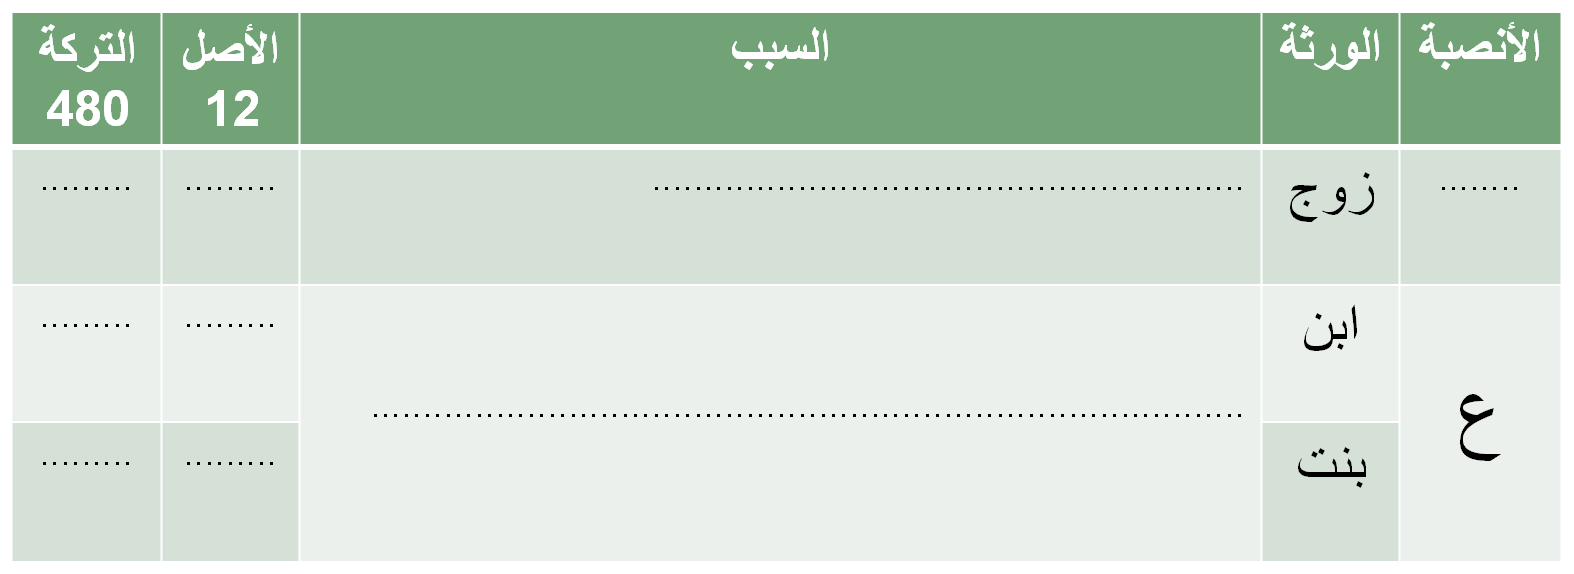 الأنصبة الورثة السبب الأصل 12 التركة 480
........ زوج ......................................................... ......... .........
ابن ......... .........
ع .....................................................................................
بنت ......... .........